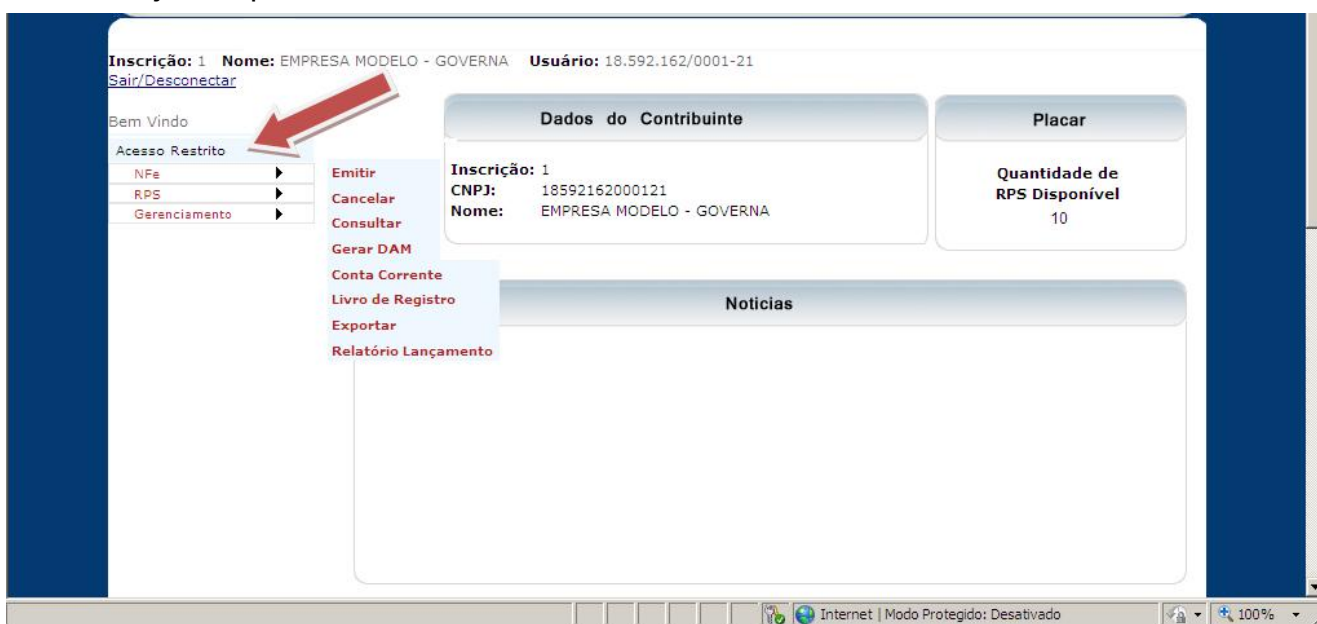 Inscrição: 1 Nome: EMPRESA MODELO - GOVERNA Usuário: 18.592.162/0001-21
Sair/Desconectar
Bem Vindo
Acesso Restrito
NFe
RPS
Gerenciamento
Emitir
Cancelar
Consultar
Gerar DAM
Conta Corrente
Livro de Registro
Exportar
Relatório Lançamento
Dados do Contribuinte
Inscrição: 1
CNPJ: 18592162000121
Nome: EMPRESA MODELO - GOVERNA
Placar
Quantidade de
RPS Disponível
10
Noticias
Internet | Modo Protegido: Desativado
100%